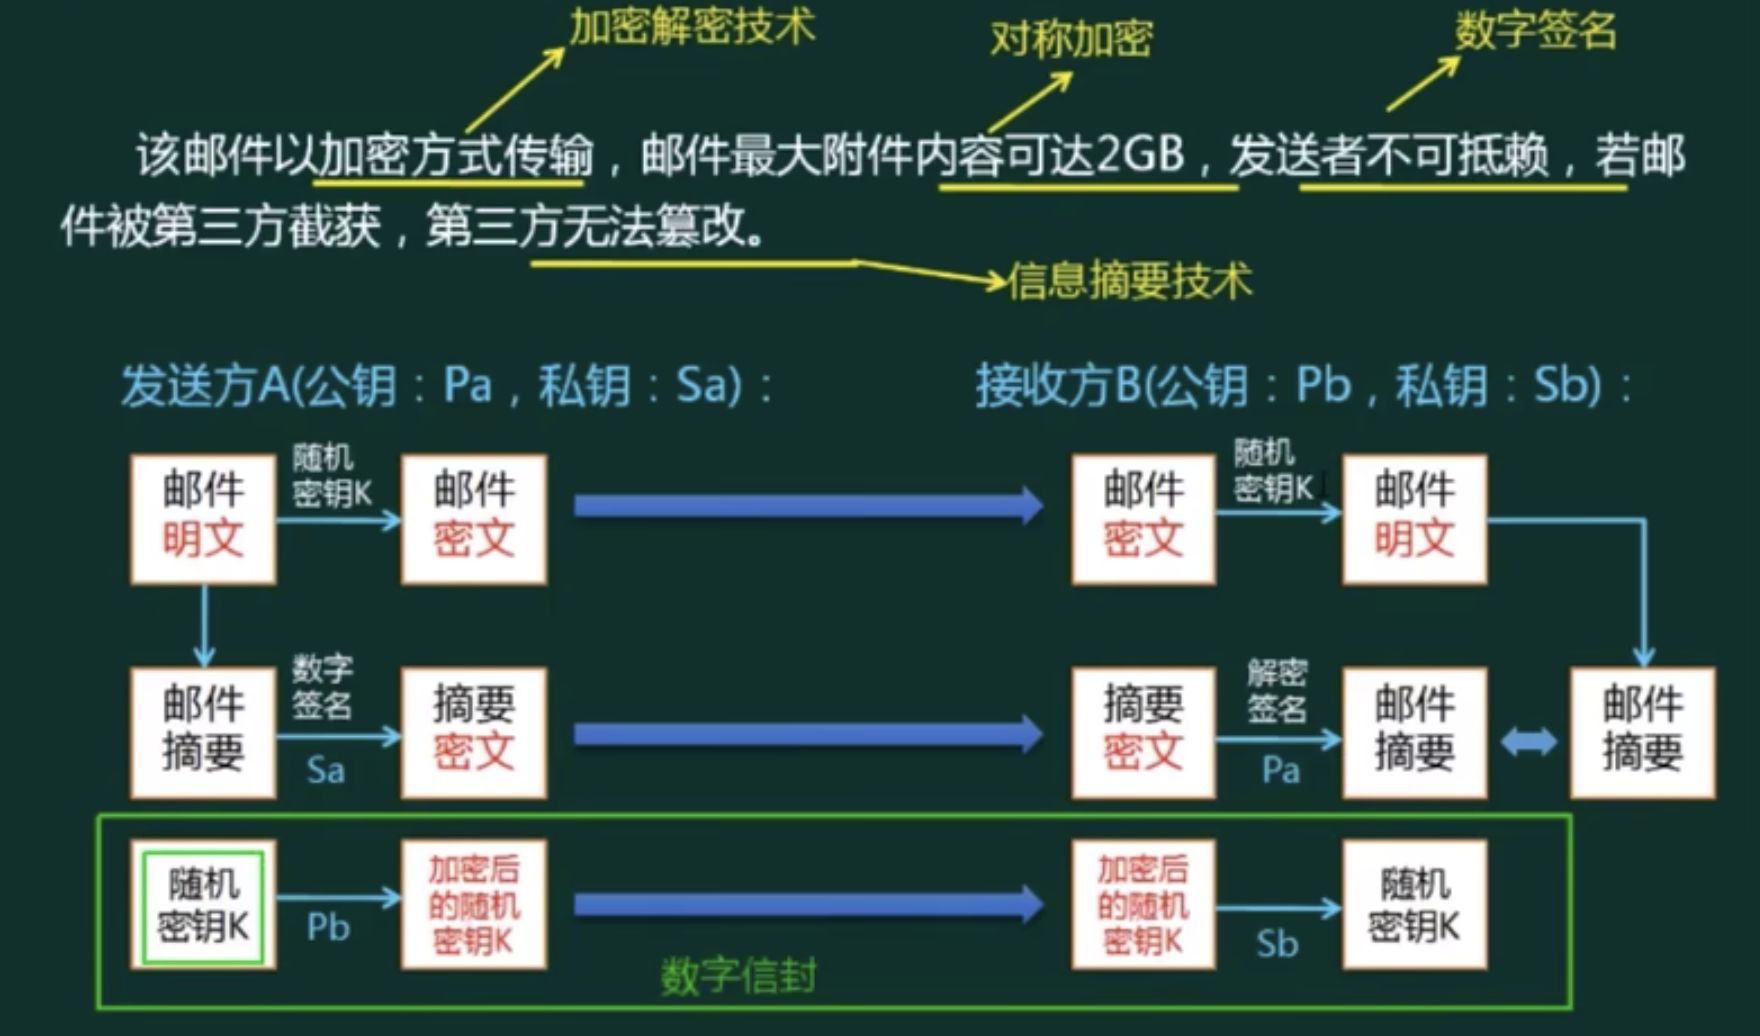 加密解密技术
对称加密
数字签名
该邮件以加密方式传输，邮件最大附件内容可达2GB，发送者不可抵赖，若邮
件被第三方截获，第三方无法篡改。
信息摘要技术
发送方A(公钥：Pa，私钥：Sa)：
接收方B(公钥：Pb，私钥：Sb)：
邮件
明文
随机
密钥K
邮件
密文
邮件
密文
随机
密钥K
邮件
明文
邮件
摘要
数字
签名
Sa
摘要
密文
摘要
密文
解密
签名
Pa
邮件
摘要
邮件
摘要
随机
密钥K
Pb
加密后
的随机
密钥K
加密后
的随机
密钥K
Sb
随机
密钥K
数字信封